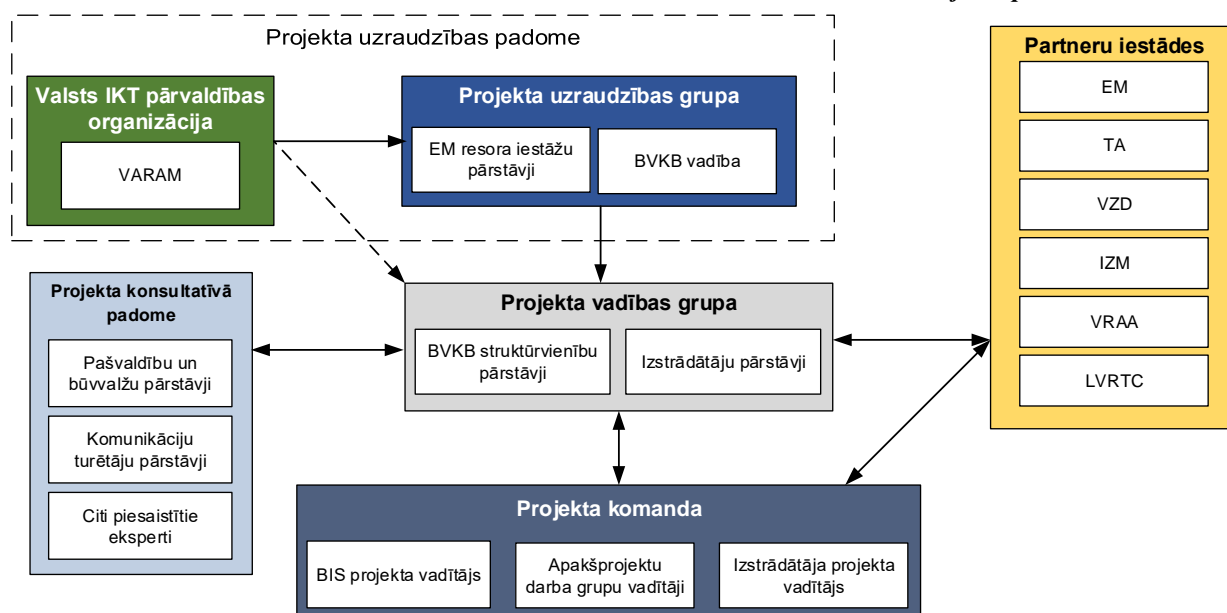 Projekta uzraudzības padome
Valsts IKT pārvaldības
organizācija
VARAM
Projekta uzraudzības grupa
EM resora iestāžu
pārstāvji
BVKB vadība
Partneru iestādes
EM
TA
VZD
IZM
VRAA
LVRTC
Projekta konsultatīvā
padome
Pašvaldību un
būvvalžu pārstāvji
Komunikāciju
turētāju pārstāvji
Citi piesaistītie
eksperti
Projekta vadības grupa
BVKB struktūrvienību
pārstāvji
Izstrādātāju pārstāvji
Projekta komanda
BIS projekta vadītājs
Apakšprojektu
darba grupu vadītāji
Izstrādātāja projekta
vadītājs